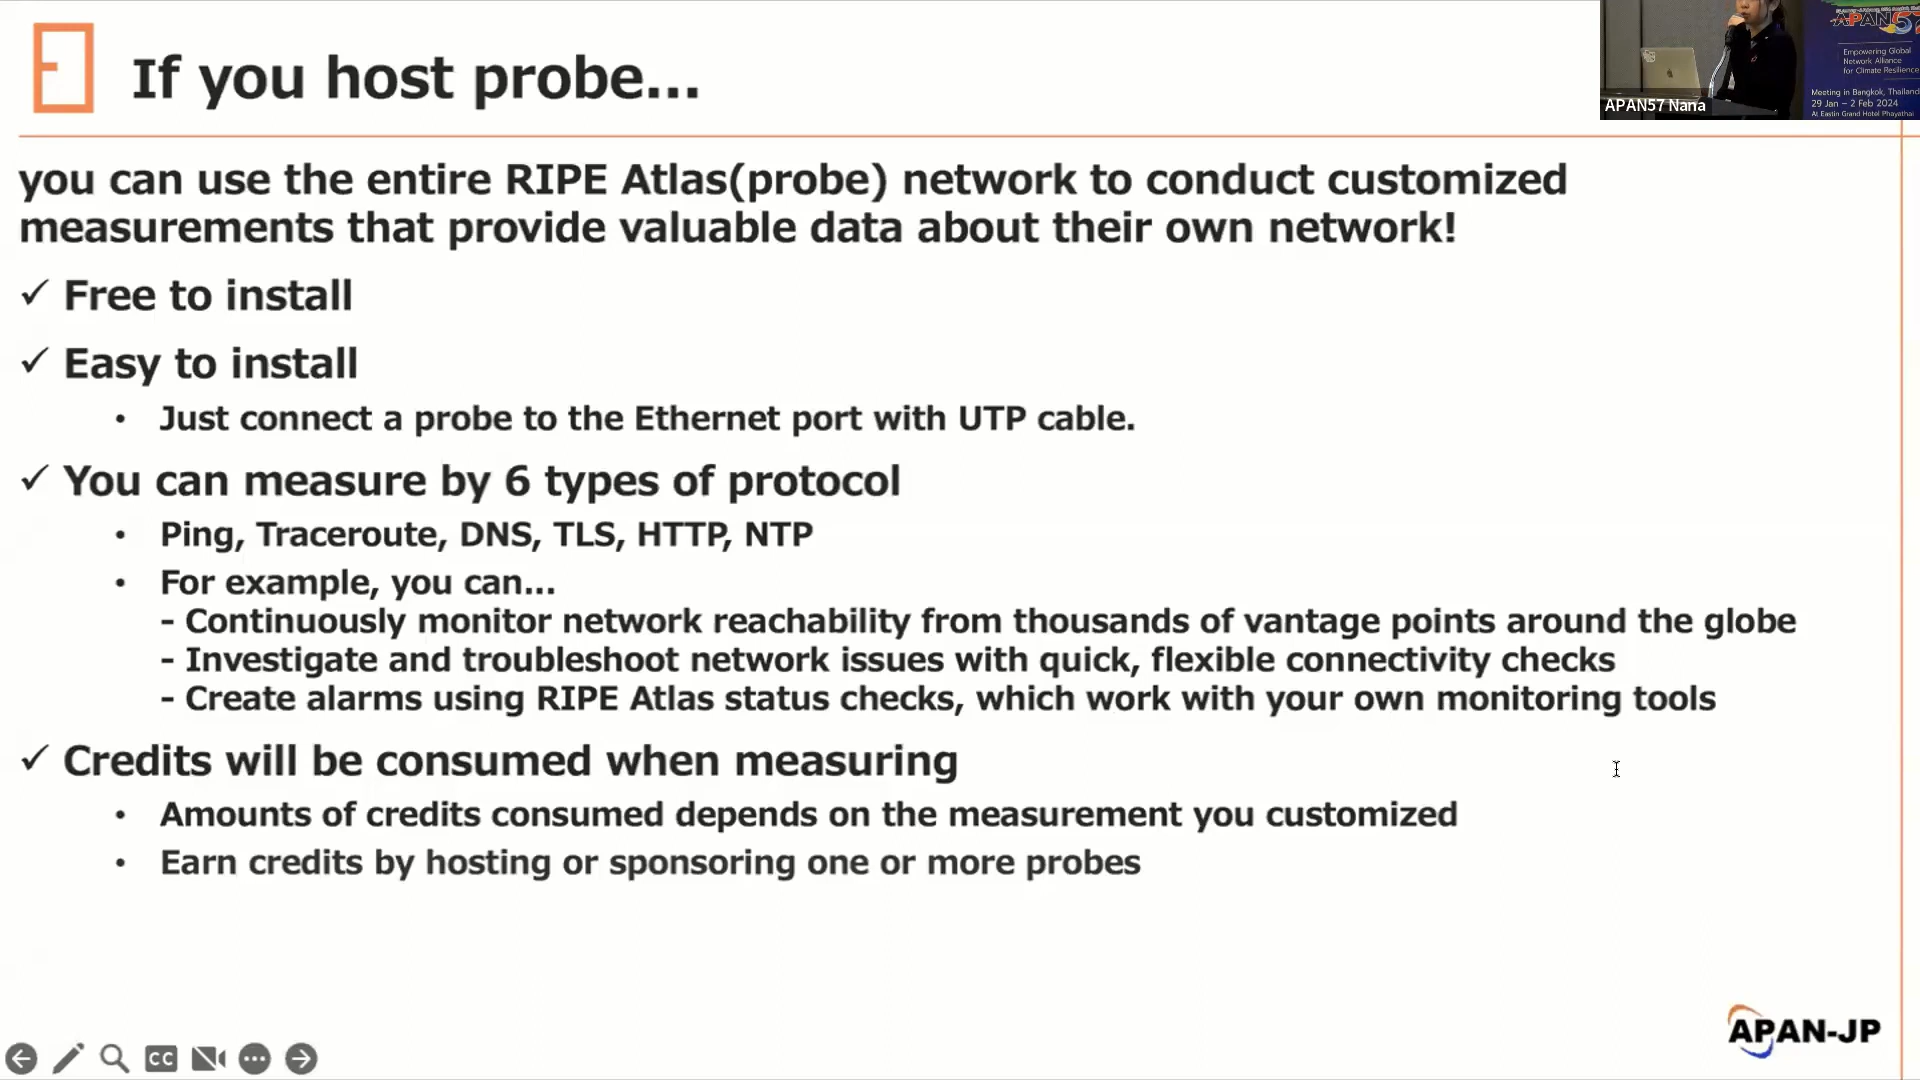 If you host probe...
APAN57
Empowering Global
Network Alliance
for Climate Resilience
Meeting in Bangkok, Thailand
29 Jan – 2 Feb 2024
At Eastin Grand Hotel Phayathai
APAN57 Nana
you can use the entire RIPE Atlas(probe) network to conduct customized
measurements that provide valuable data about their own network!
✓ Free to install
✓ Easy to install
• Just connect a probe to the Ethernet port with UTP cable.
✓ You can measure by 6 types of protocol
• Ping, Traceroute, DNS, TLS, HTTP, NTP
• For example, you can...
- Continuously monitor network reachability from thousands of vantage points around the globe
- Investigate and troubleshoot network issues with quick, flexible connectivity checks
- Create alarms using RIPE Atlas status checks, which work with your own monitoring tools
✓ Credits will be consumed when measuring
• Amounts of credits consumed depends on the measurement you customized
• Earn credits by hosting or sponsoring one or more probes
APAN-JP
CC